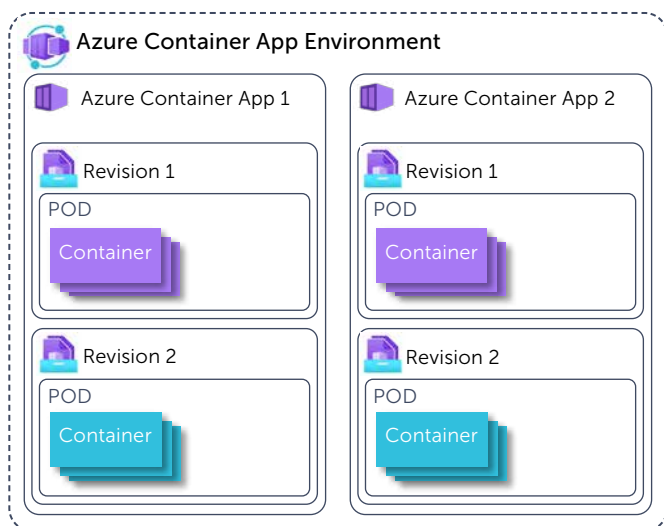 Azure Container App Environment
Azure Container App 1
Revision 1
POD
Container
Revision 2
POD
Container
Azure Container App 2
Revision 1
POD
Container
Revision 2
POD
Container